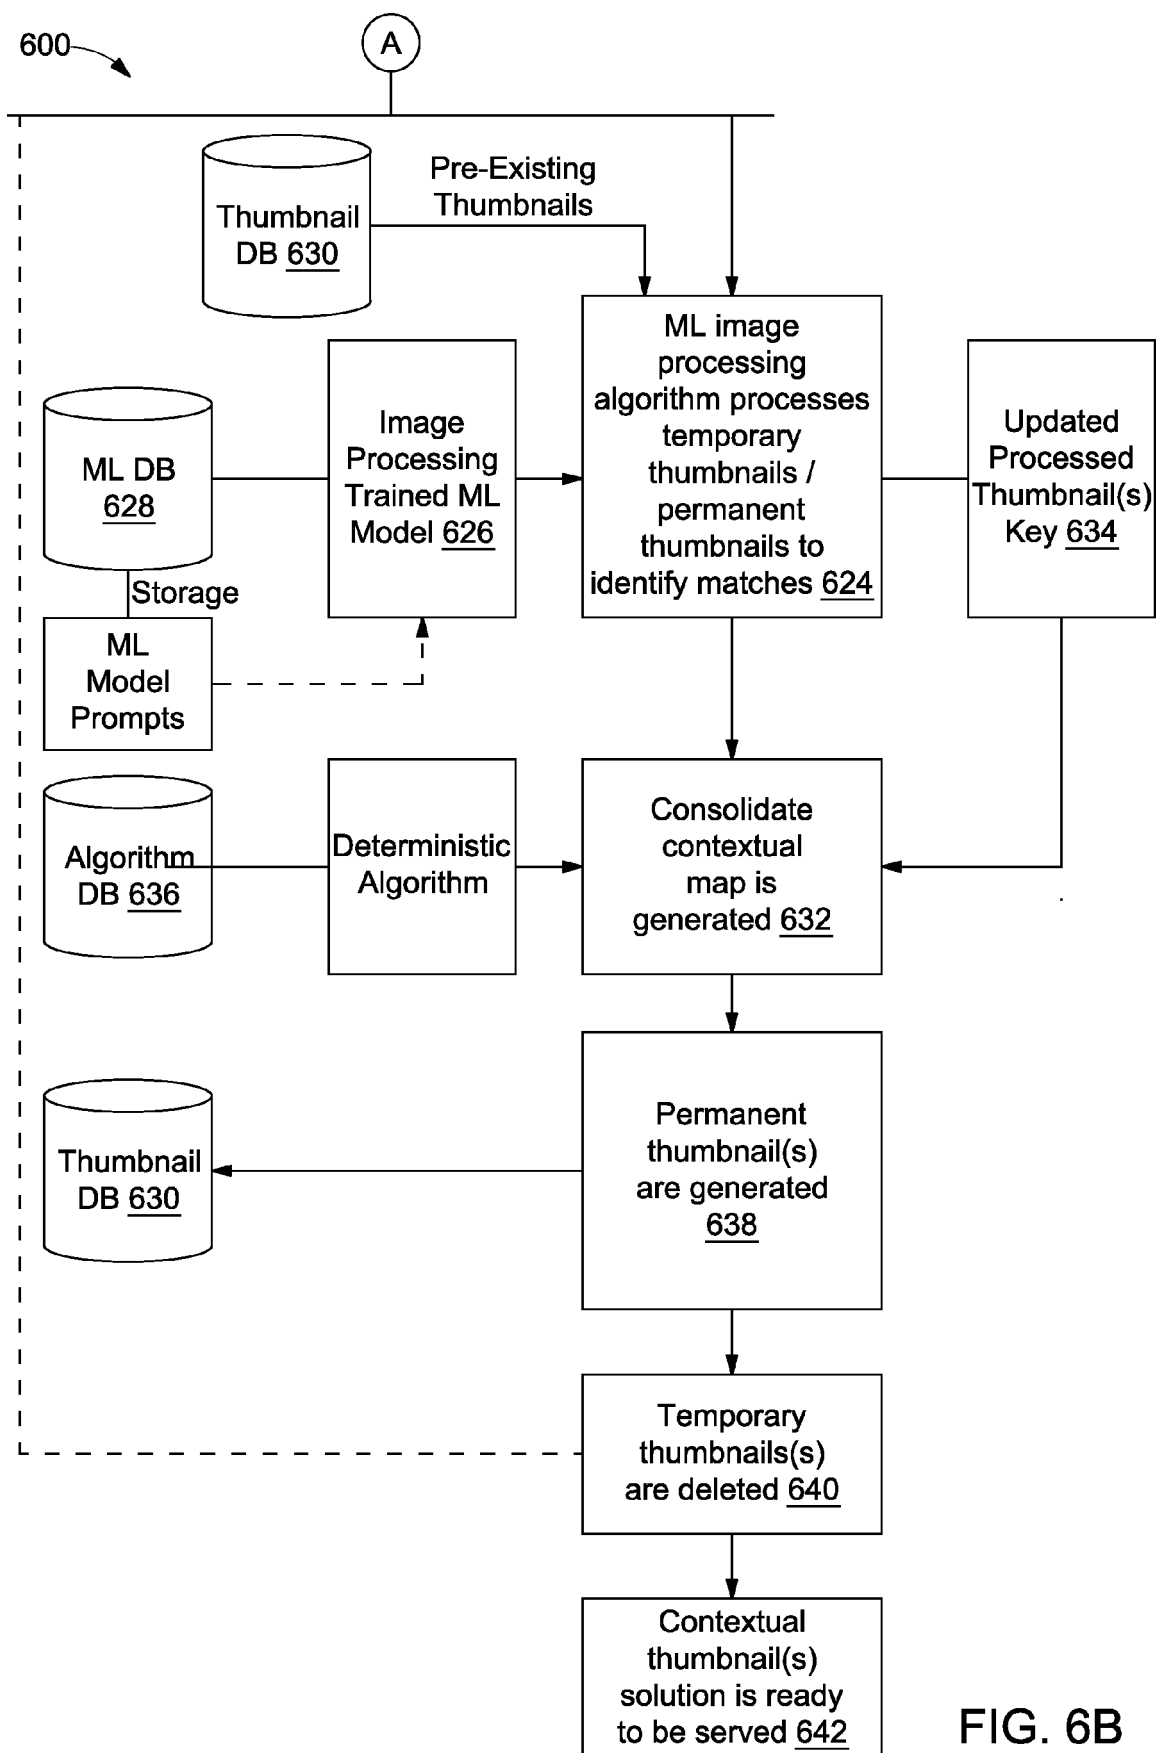 600
A
Pre-Existing
Thumbnails
Thumbnail
DB 630
ML image
processing
algorithm processes
temporary
thumbnails /
permanent
thumbnails to
identify matches 624
Image
Processing
Trained ML
Model 626
Updated
Processed
Thumbnail(s)
Key 634
ML DB
628
Storage
ML
Model
Prompts
Algorithm
DB 636
Deterministic
Algorithm
Consolidate
contextual
map is
generated 632
Thumbnail
DB 630
Permanent
thumbnail(s)
are generated
638
Temporary
thumbnails(s)
are deleted 640
Contextual
thumbnail(s)
solution is ready
to be served 642
FIG. 6B